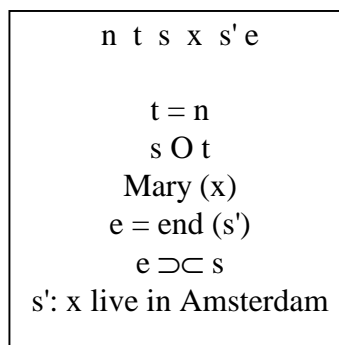 n t s x s' e
t = n
s O t
Mary (x)
e = end (s')
e ⊃⊂ s
s': x live in Amsterdam